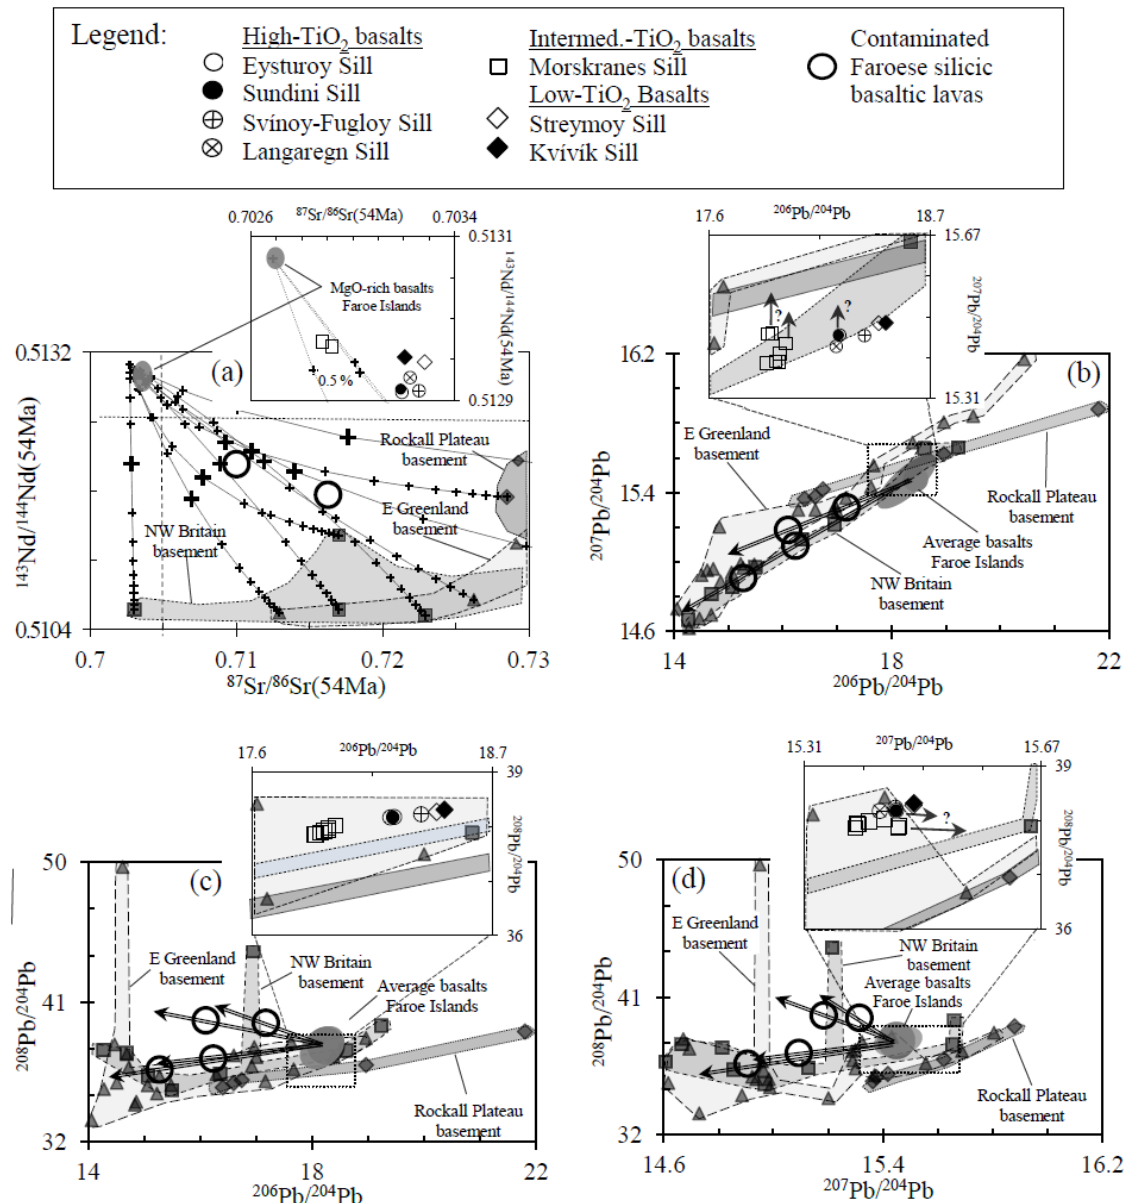 Legend:
High-TiO₂ basalts
Eysturoy Sill
Sundini Sill
Svínoy-Fugloy Sill
Langaregn Sill
Intermed.-TiO₂ basalts
Morskranes Sill
Low-TiO₂ Basalts
Streymoy Sill
Kvívík Sill
Contaminated
Faroese silicic
basaltic lavas
⁸⁷Sr/⁸⁶Sr(54Ma)
0.7026
0.7034
0.5131
MgO-rich basalts
Faroe Islands
¹⁴³Nd/¹⁴⁴Nd(54Ma)
0.5 %
0.5129
0.5132
(a)
Rockall Plateau
basement
E Greenland
basement
NW Britain
basement
¹⁴³Nd/¹⁴⁴Nd(54Ma)
0.5104
0.7
0.71
0.72
0.73
⁸⁷Sr/⁸⁶Sr(54Ma)
17.6
²⁰⁶Pb/²⁰⁴Pb
18.7
15.67
²⁰⁷Pb/²⁰⁴Pb
?
?
15.31
16.2
(b)
E Greenland
basement
15.4
²⁰⁷Pb/²⁰⁴Pb
Rockall Plateau
basement
Average basalts
Faroe Islands
NW Britain
basement
14.6
14
18
22
²⁰⁶Pb/²⁰⁴Pb
17.6
²⁰⁶Pb/²⁰⁴Pb
18.7
39
²⁰⁸Pb/²⁰⁴Pb
36
50
(c)
E Greenland
basement
NW Britain
basement
Average basalts
Faroe Islands
41
²⁰⁸Pb/²⁰⁴Pb
Rockall Plateau
basement
32
14
18
22
²⁰⁶Pb/²⁰⁴Pb
15.31
²⁰⁷Pb/²⁰⁴Pb
15.67
39
?
²⁰⁸Pb/²⁰⁴Pb
36
50
(d)
E Greenland
basement
NW Britain
basement
Average basalts
Faroe Islands
41
²⁰⁸Pb/²⁰⁴Pb
Rockall Plateau
basement
32
14.6
15.4
16.2
²⁰⁷Pb/²⁰⁴Pb